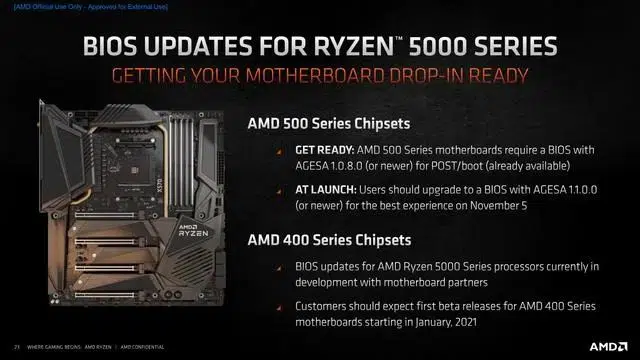 [AMD Official Use Only - Approved for External Use]
BIOS UPDATES FOR RYZEN™ 5000 SERIES
GETTING YOUR MOTHERBOARD DROP-IN READY
X570
AMD
RYZEN
AMD 500 Series Chipsets
GET READY: AMD 500 Series motherboards require a BIOS with
AGESA 1.0.8.0 (or newer) for POST/boot (already available)
AT LAUNCH: Users should upgrade to a BIOS with AGESA 1.1.0.0
(or newer) for the best experience on November 5
AMD 400 Series Chipsets
BIOS updates for AMD Ryzen 5000 Series processors currently in
development with motherboard partners
Customers should expect first beta releases for AMD 400 Series
motherboards starting in January, 2021
21 WHERE GAMING BEGINS: AMD RYZEN | AMD CONFIDENTIAL
AMD